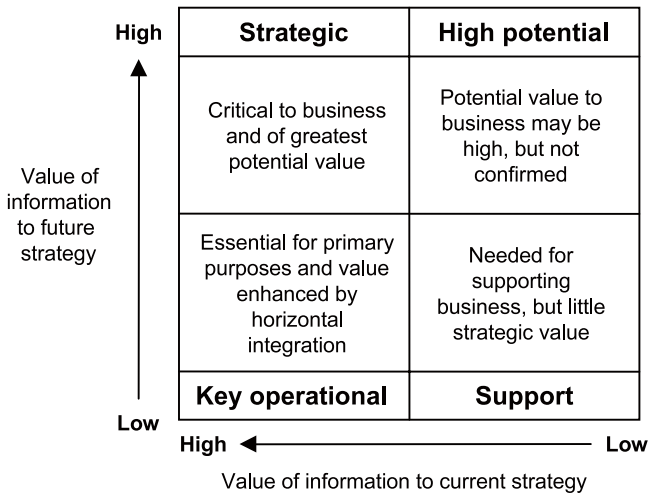 High
Strategic
High potential
Critical to business
and of greatest
potential value
Potential value to
business may be
high, but not
confirmed
Value of
information
to future
strategy
Essential for primary
purposes and value
enhanced by
horizontal
integration
Needed for
supporting
business, but little
strategic value
Key operational
Support
Low
High
Low
Value of information to current strategy